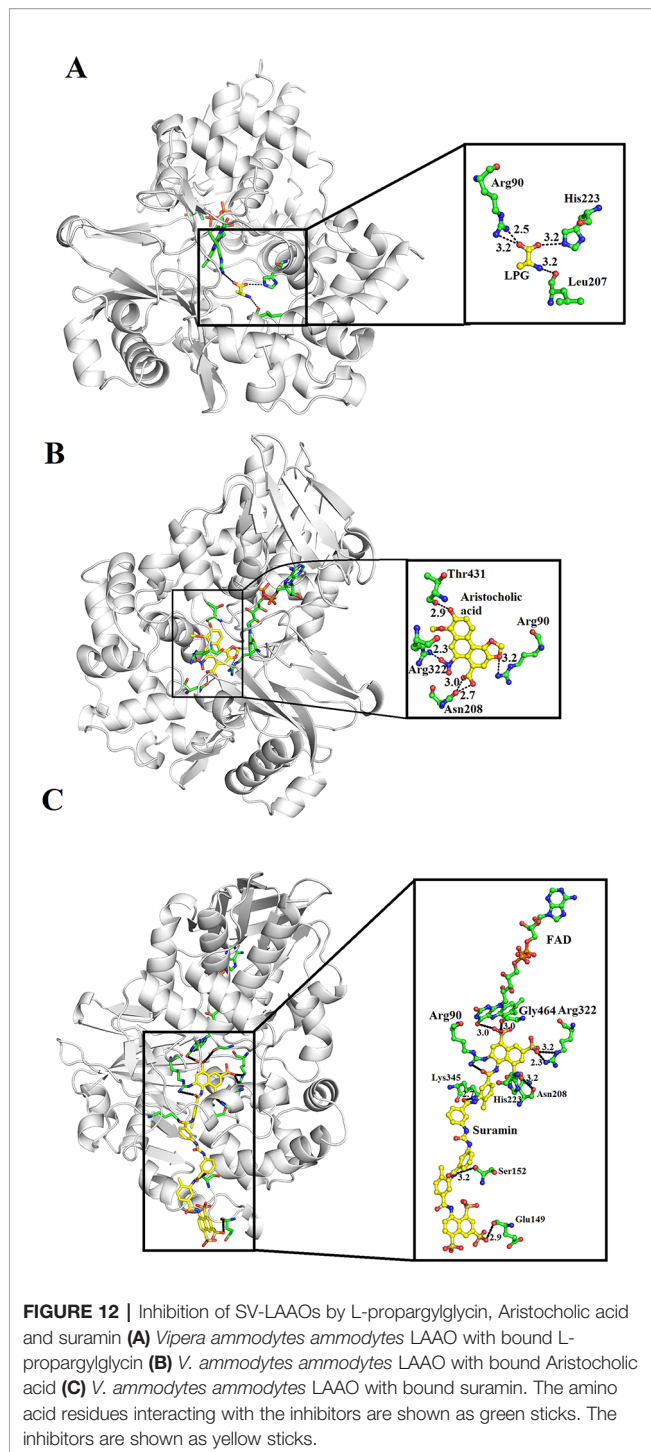 A
Arg90
His223
2.5
3.2
3.2
3.2
LPG
Leu207
B
Thr431
Aristocholic
acid
2.9
Arg90
2.3
3.2
Arg322
3.0
2.7
Asn208
C
FAD
Gly464 Arg322
Arg90
3.0
3.0
3.2
2.3
Lys345
3.2
2.7
His223
Asn208
Suramin
3.2
Ser152
Glu149
2.9
FIGURE 12 | Inhibition of SV-LAAOs by L-propargylglycin, Aristocholic acid
and suramin (A) Vipera ammodytes ammodytes LAAO with bound L-
propargylglycin (B) V. ammodytes ammodytes LAAO with bound Aristocholic
acid (C) V. ammodytes ammodytes LAAO with bound suramin. The amino
acid residues interacting with the inhibitors are shown as green sticks. The
inhibitors are shown as yellow sticks.